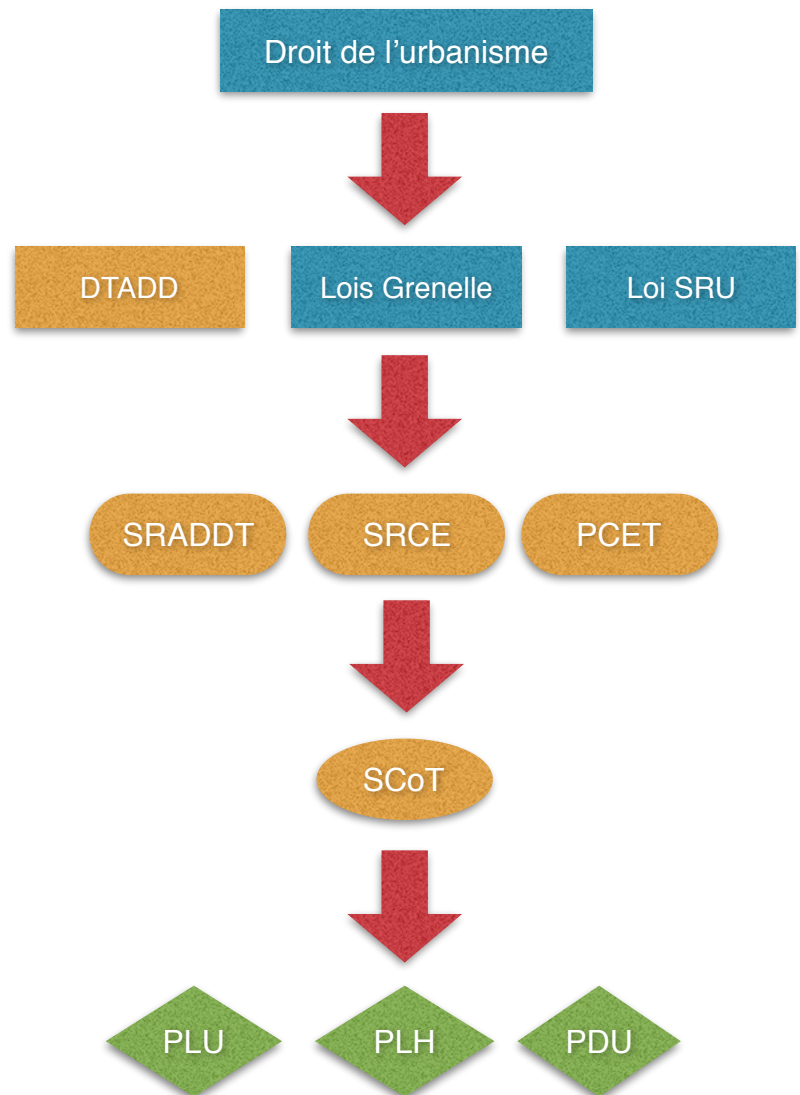 Droit de l’urbanisme
DTADD
Lois Grenelle
Loi SRU
SRADDT
SRCE
PCET
SCoT
PLU
PLH
PDU